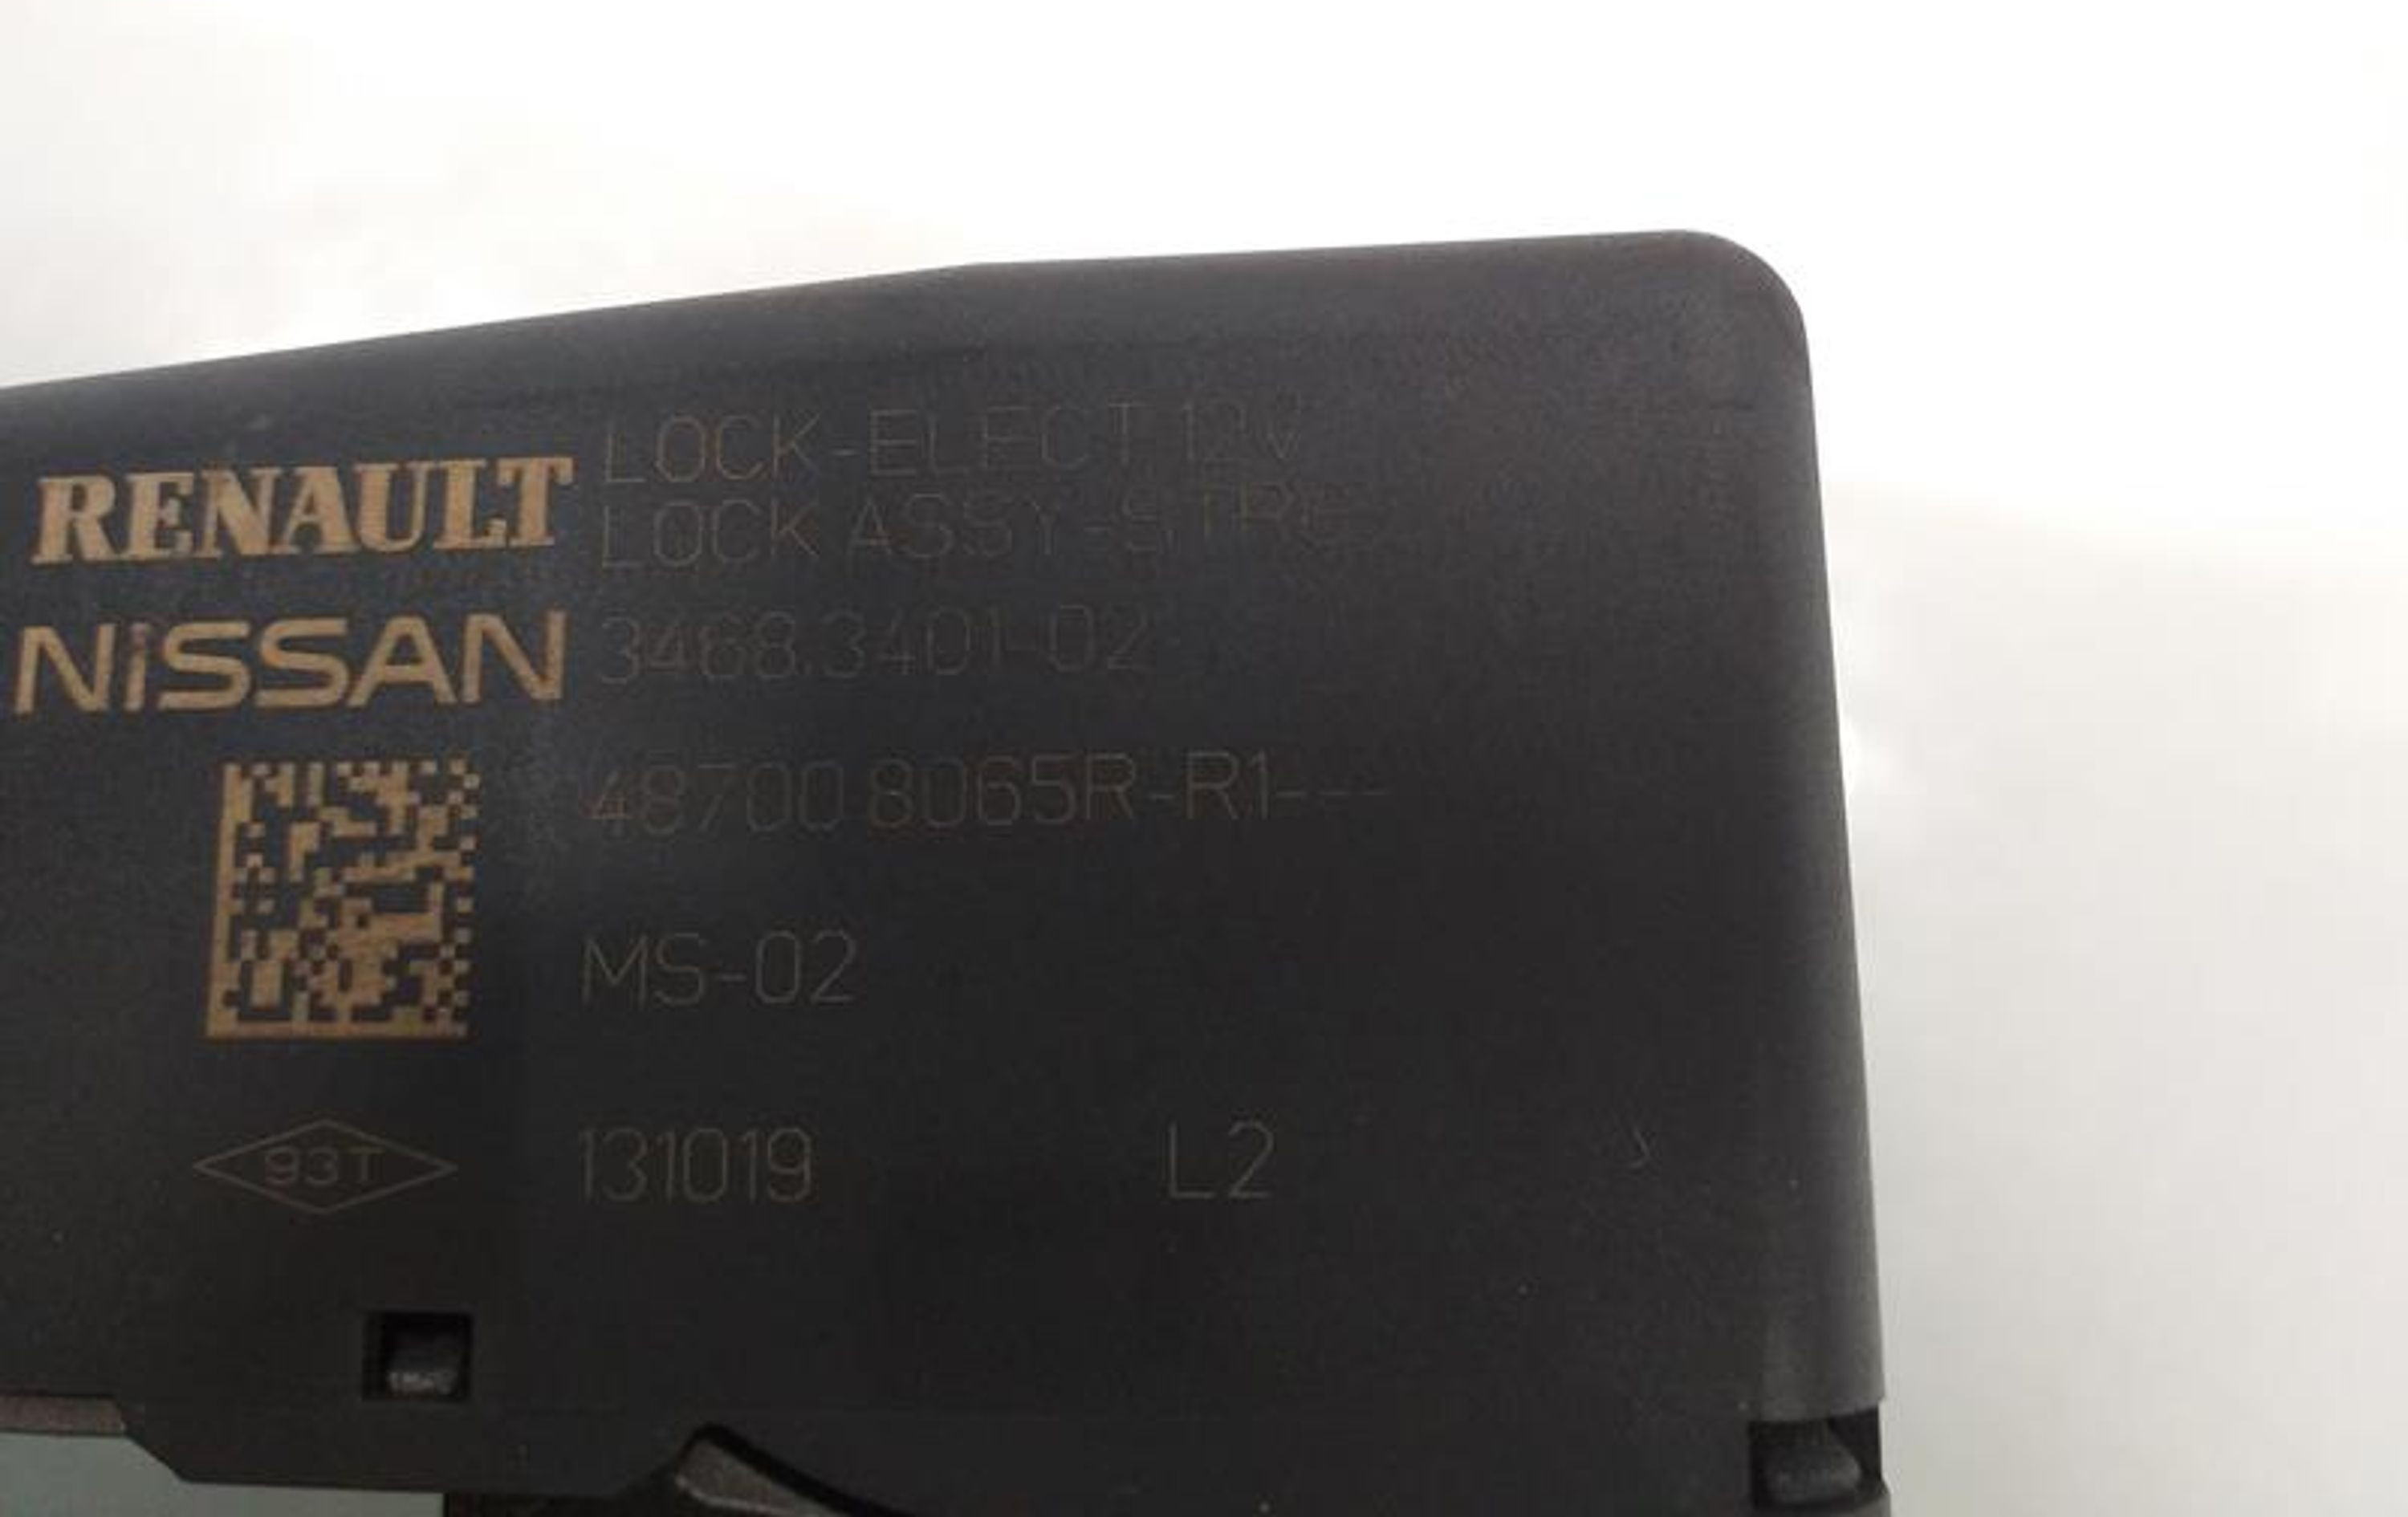 RENAULT
LOCK-ELECT 12V
LOCK ASSY-STRG
NISSAN
3468.3401-02
48700 8065R-R1---
MS-02
93T
131019
L2